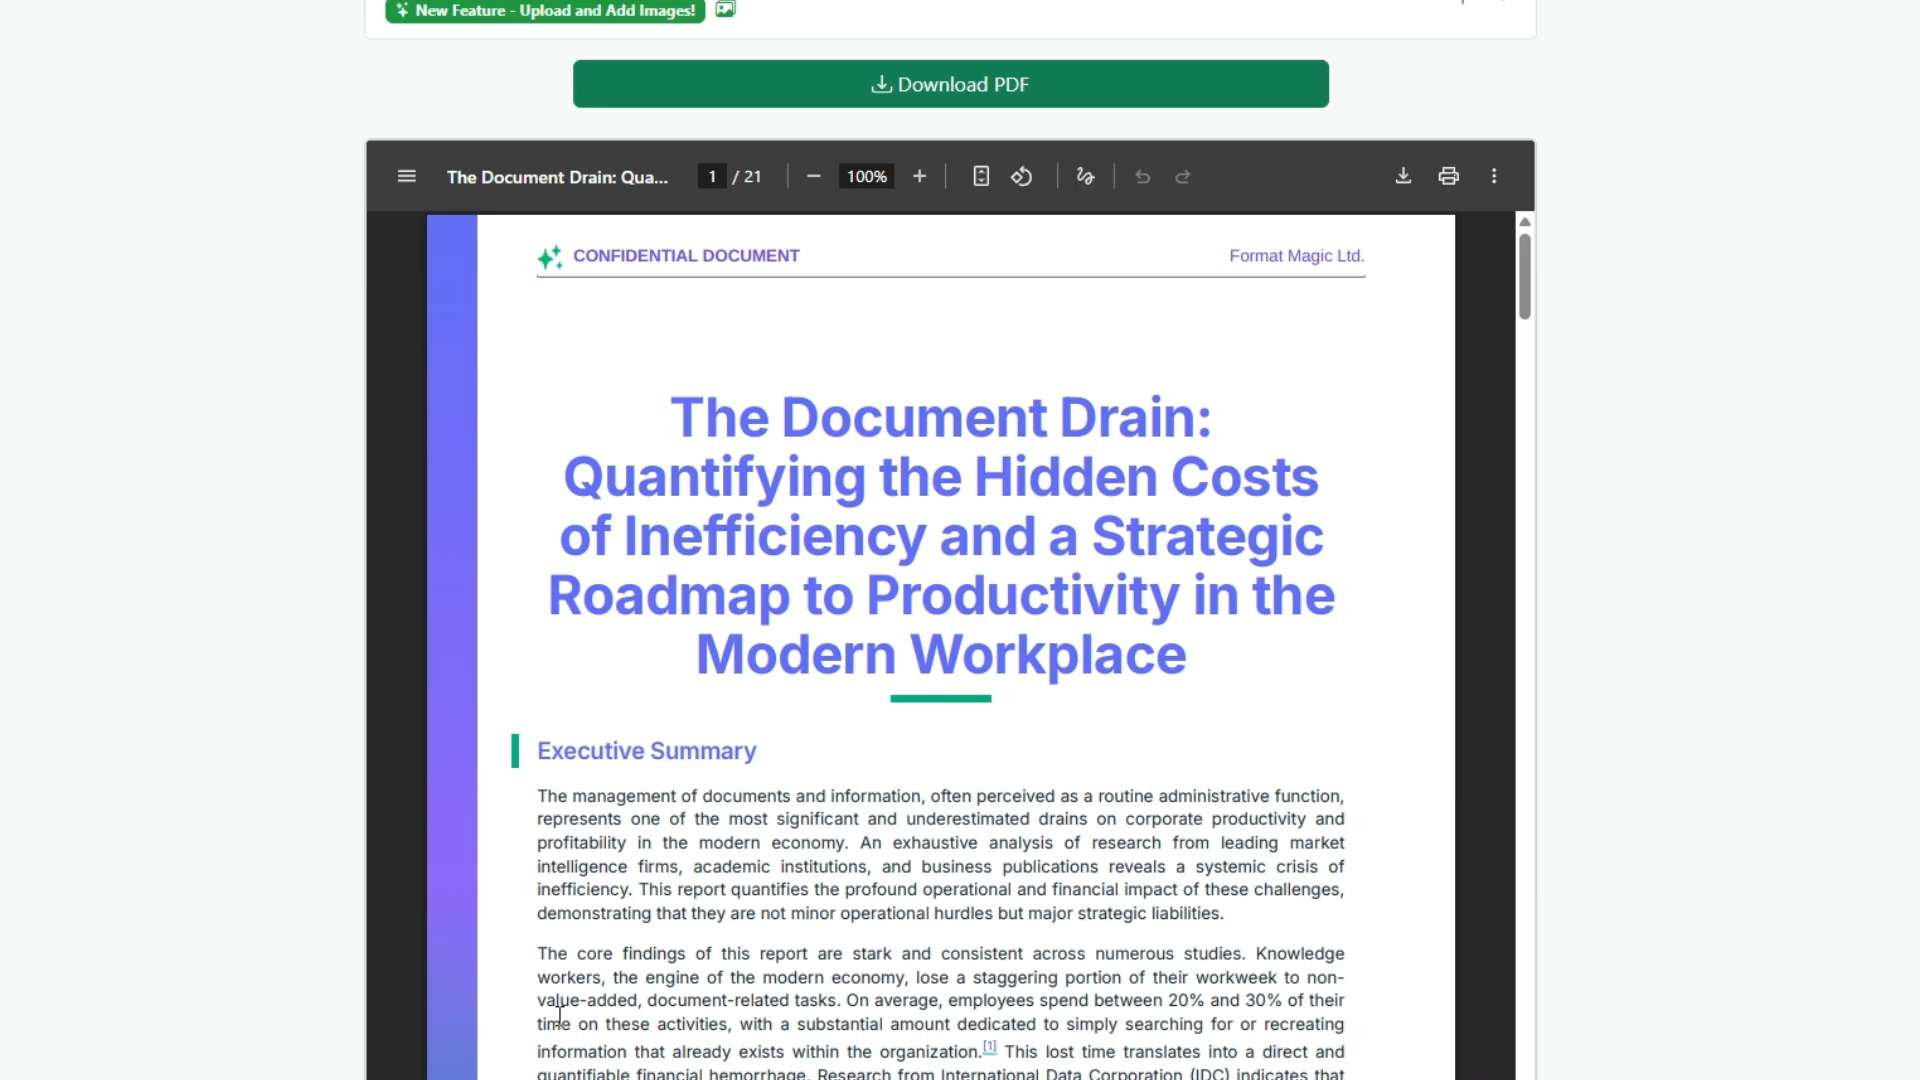 New Feature - Upload and Add Images!
Download PDF
The Document Drain: Qua... 1 / 21 100%
CONFIDENTIAL DOCUMENT Format Magic Ltd.
The Document Drain:
Quantifying the Hidden Costs
of Inefficiency and a Strategic
Roadmap to Productivity in the
Modern Workplace
Executive Summary
The management of documents and information, often perceived as a routine administrative function,
represents one of the most significant and underestimated drains on corporate productivity and
profitability in the modern economy. An exhaustive analysis of research from leading market
intelligence firms, academic institutions, and business publications reveals a systemic crisis of
inefficiency. This report quantifies the profound operational and financial impact of these challenges,
demonstrating that they are not minor operational hurdles but major strategic liabilities.
The core findings of this report are stark and consistent across numerous studies. Knowledge
workers, the engine of the modern economy, lose a staggering portion of their workweek to non-
value-added, document-related tasks. On average, employees spend between 20% and 30% of their
time on these activities, with a substantial amount dedicated to simply searching for or recreating
information that already exists within the organization.[1] This lost time translates into a direct and
quantifiable financial hemorrhage. Research from International Data Corporation (IDC) indicates that